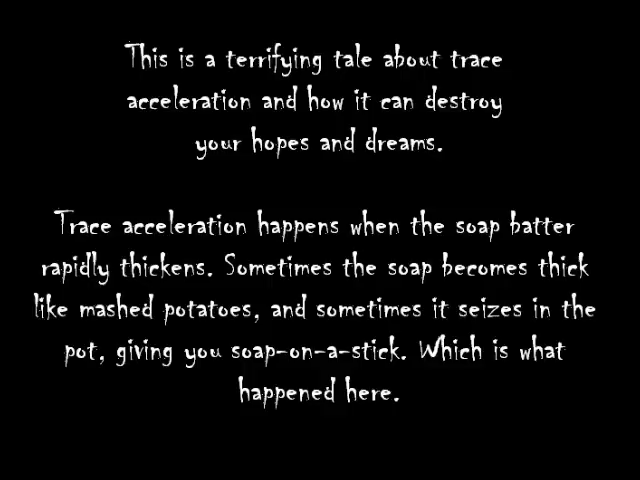 This is a terrifying tale about trace
acceleration and how it can destroy
your hopes and dreams.
Trace acceleration happens when the soap batter
rapidly thickens. Sometimes the soap becomes thick
like mashed potatoes, and sometimes it seizes in the
pot, giving you soap-on-a-stick. Which is what
happened here.